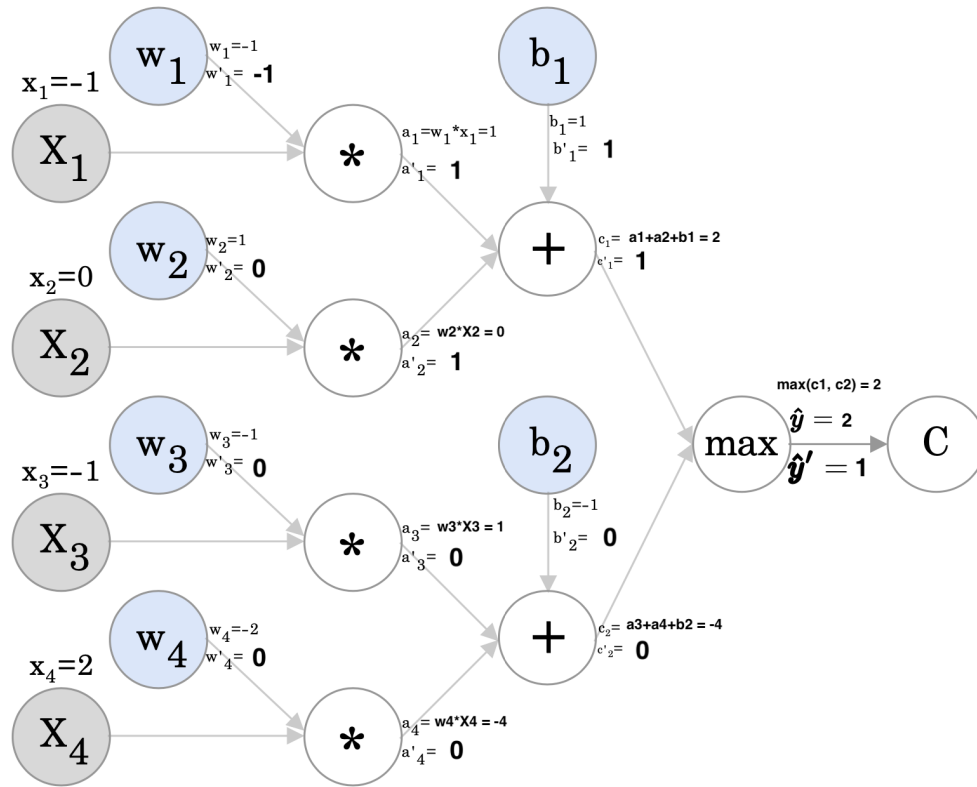 w₁
w₁=-1
w'₁= -1
b₁
x₁=-1
X₁
*
a₁=w₁*x₁=1
a'₁= 1
b₁=1
b'₁= 1
w₂
w₂=1
w'₂= 0
+
c₁= a1+a2+b1 = 2
c'₁= 1
x₂=0
X₂
*
a₂= w2*X2 = 0
a'₂= 1
max(c1, c2) = 2
ŷ = 2
max
ŷ' = 1
C
w₃
w₃=-1
w'₃= 0
b₂
x₃=-1
X₃
*
a₃= w3*X3 = 1
a'₃= 0
b₂=-1
b'₂= 0
w₄
w₄=-2
w'₄= 0
+
c₂= a3+a4+b2 = -4
c'₂= 0
x₄=2
X₄
*
a₄= w4*X4 = -4
a'₄= 0